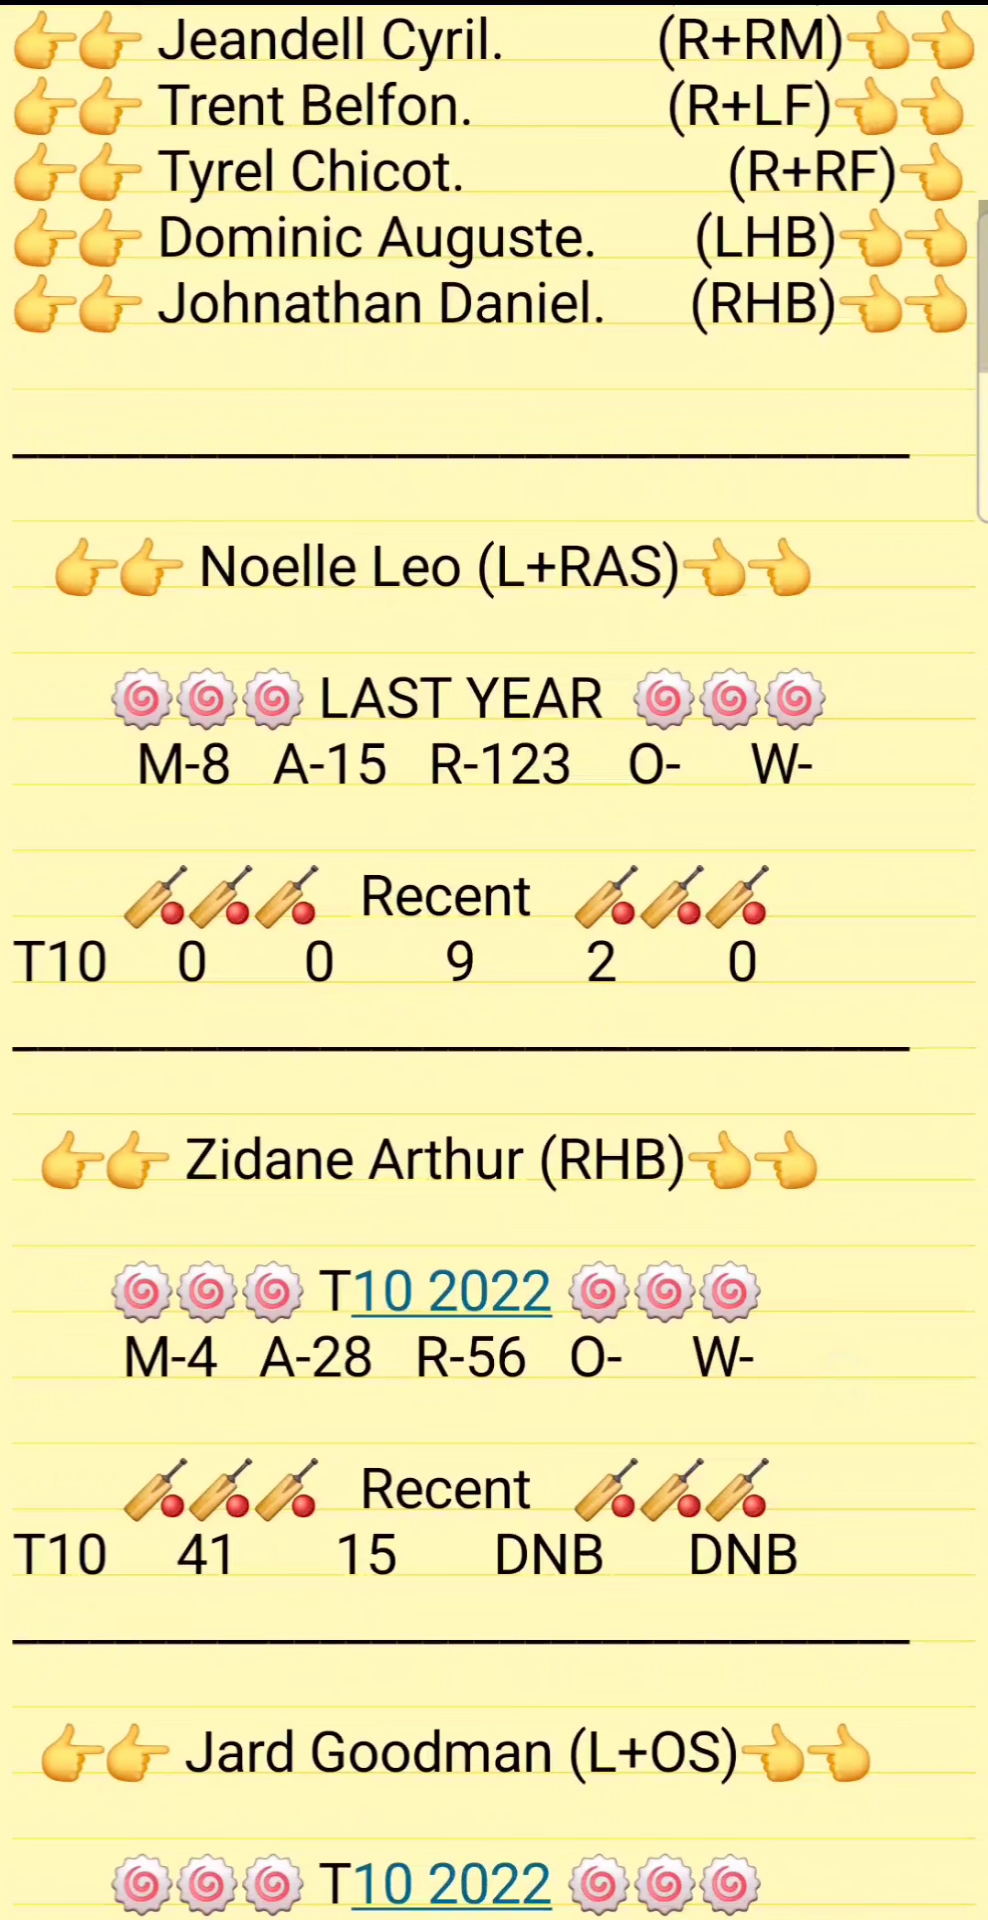 👉👉 Jeandell Cyril. (R+RM)👈👈
👉👉 Trent Belfon. (R+LF)👈👈
👉👉 Tyrel Chicot. (R+RF)👈
👉👉 Dominic Auguste. (LHB)👈👈
👉👉 Johnathan Daniel. (RHB)👈👈
👉👉 Noelle Leo (L+RAS)👈👈
🍥🍥🍥 LAST YEAR 🍥🍥🍥
M-8 A-15 R-123 O- W-
🏏🏏🏏 Recent 🏏🏏🏏
T10 0 0 9 2 0
👉👉 Zidane Arthur (RHB)👈👈
🍥🍥🍥 T10 2022 🍥🍥🍥
M-4 A-28 R-56 O- W-
🏏🏏🏏 Recent 🏏🏏🏏
T10 41 15 DNB DNB
👉👉 Jard Goodman (L+OS)👈👈
🍥🍥🍥 T10 2022 🍥🍥🍥